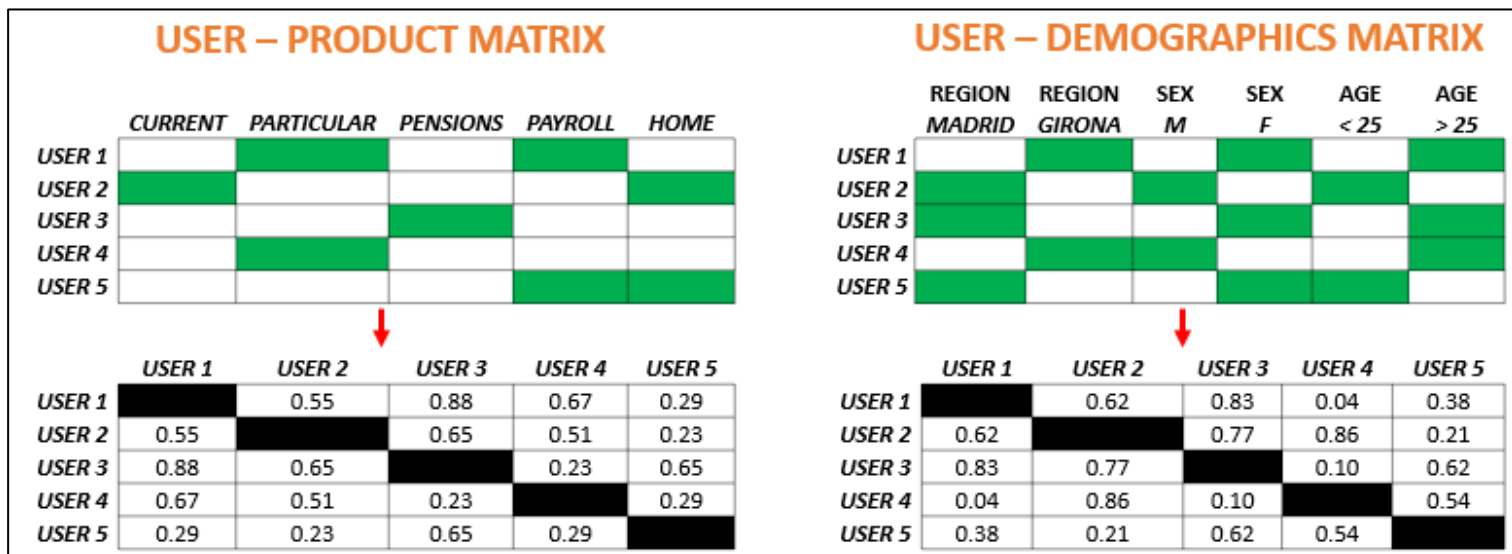 USER – PRODUCT MATRIX
CURRENT PARTICULAR PENSIONS PAYROLL HOME
USER 1
USER 2
USER 3
USER 4
USER 5
USER 1 USER 2 USER 3 USER 4 USER 5
USER 1 0.55 0.88 0.67 0.29
USER 2 0.55 0.65 0.51 0.23
USER 3 0.88 0.65 0.23 0.65
USER 4 0.67 0.51 0.23 0.29
USER 5 0.29 0.23 0.65 0.29
USER – DEMOGRAPHICS MATRIX
REGION REGION SEX SEX AGE AGE
MADRID GIRONA M F < 25 > 25
USER 1
USER 2
USER 3
USER 4
USER 5
USER 1 USER 2 USER 3 USER 4 USER 5
USER 1 0.62 0.83 0.04 0.38
USER 2 0.62 0.77 0.86 0.21
USER 3 0.83 0.77 0.10 0.62
USER 4 0.04 0.86 0.10 0.54
USER 5 0.38 0.21 0.62 0.54